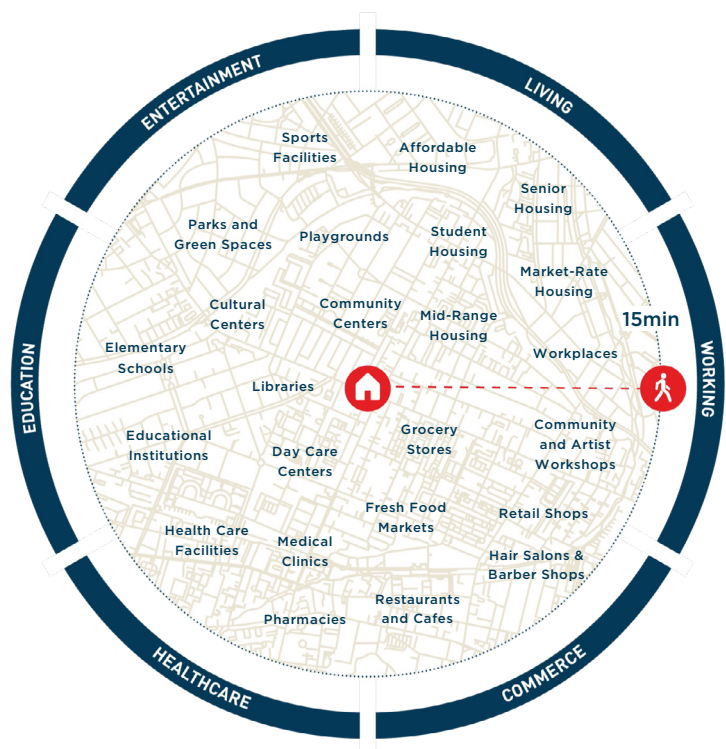 ENTERTAINMENT
LIVING
Sports
Facilities
Affordable
Housing
Senior
Housing
Parks and
Green Spaces
Playgrounds
Student
Housing
Market-Rate
Housing
Cultural
Centers
Community
Centers
Mid-Range
Housing
15min
Elementary
Schools
Workplaces
EDUCATION
WORKING
Libraries
Educational
Institutions
Day Care
Centers
Grocery
Stores
Community
and Artist
Workshops
Fresh Food
Markets
Retail Shops
Health Care
Facilities
Medical
Clinics
Hair Salons &
Barber Shops
Pharmacies
Restaurants
and Cafes
HEALTHCARE
COMMERCE